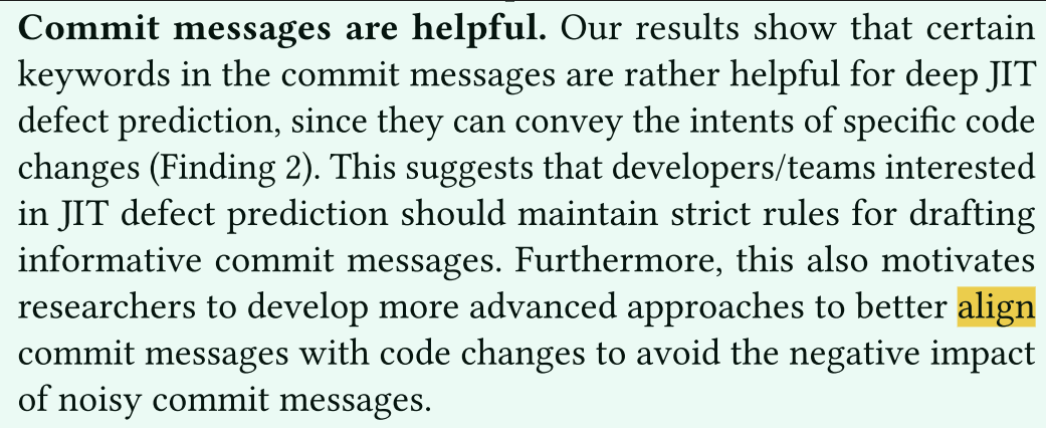 Commit messages are helpful. Our results show that certain
keywords in the commit messages are rather helpful for deep JIT
defect prediction, since they can convey the intents of specific code
changes (Finding 2). This suggests that developers/teams interested
in JIT defect prediction should maintain strict rules for drafting
informative commit messages. Furthermore, this also motivates
researchers to develop more advanced approaches to better align
commit messages with code changes to avoid the negative impact
of noisy commit messages.